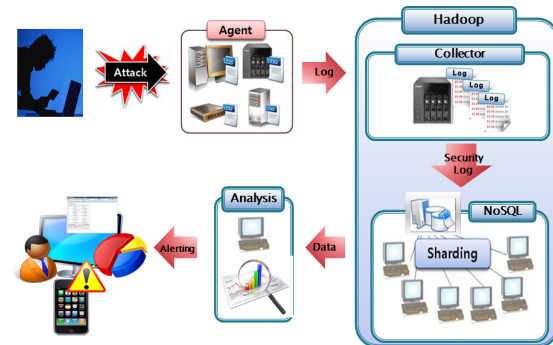 Hadoop
Agent
Collector
Attack
Log
Log
Log
Log
Security
Log
Analysis
NoSQL
Alerting
Data
Sharding